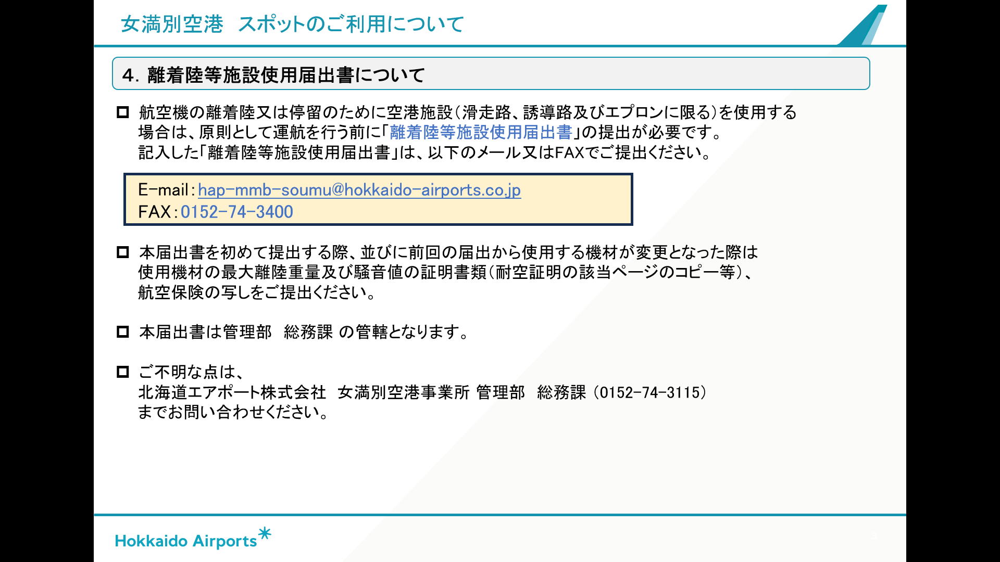 女満別空港　スポットのご利用について
４．離着陸等施設使用届出書について
航空機の離着陸又は停留のために空港施設（滑走路、誘導路及びエプロンに限る）を使用する
場合は、原則として運航を行う前に「離着陸等施設使用届出書」の提出が必要です。
記入した「離着陸等施設使用届出書」は、以下のメール又はFAXでご提出ください。
E-mail：hap-mmb-soumu@hokkaido-airports.co.jp
FAX：0152-74-3400
本届出書を初めて提出する際、並びに前回の届出から使用する機材が変更となった際は
使用機材の最大離陸重量及び騒音値の証明書類（耐空証明の該当ページのコピー等）、
航空保険の写しをご提出ください。
本届出書は管理部　総務課 の管轄となります。
ご不明な点は、
北海道エアポート株式会社　女満別空港事業所 管理部　総務課 （0152-74-3115）
までお問い合わせください。
Hokkaido Airports